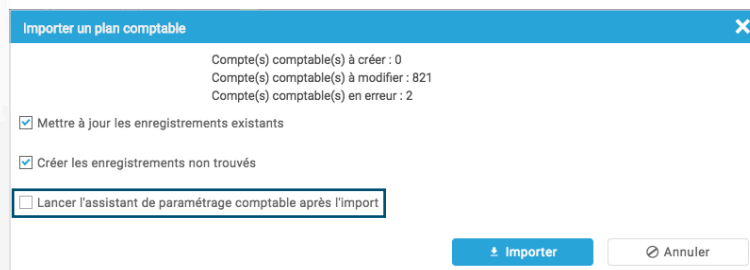 Importer un plan comptable
Compte(s) comptable(s) à créer : 0
Compte(s) comptable(s) à modifier : 821
Compte(s) comptable(s) en erreur : 2
Mettre à jour les enregistrements existants
Créer les enregistrements non trouvés
Lancer l'assistant de paramétrage comptable après l'import
Importer
Annuler